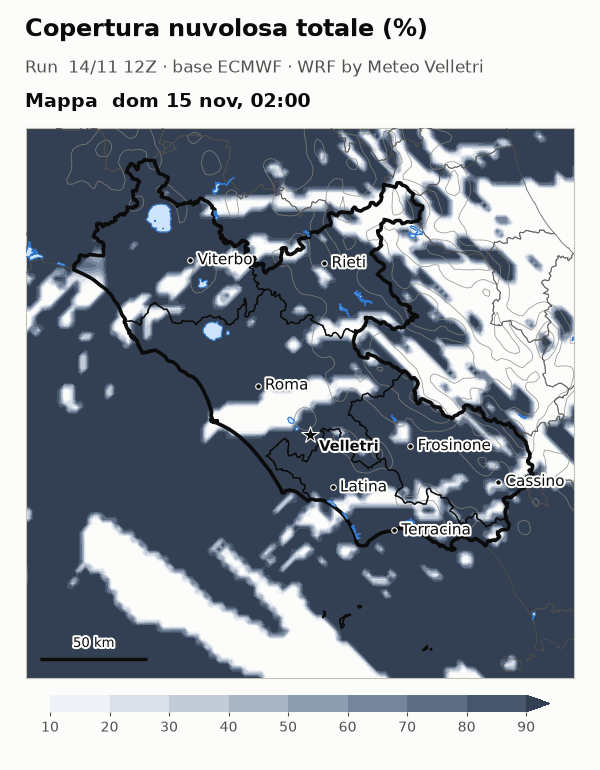 Copertura nuvolosa totale (%)
Run 14/11 12Z · base ECMWF · WRF by Meteo Velletri
Mappa dom 15 nov, 02:00
Viterbo
Rieti
Roma
Velletri
Frosinone
Latina
Cassino
Terracina
50 km
10 20 30 40 50 60 70 80 90